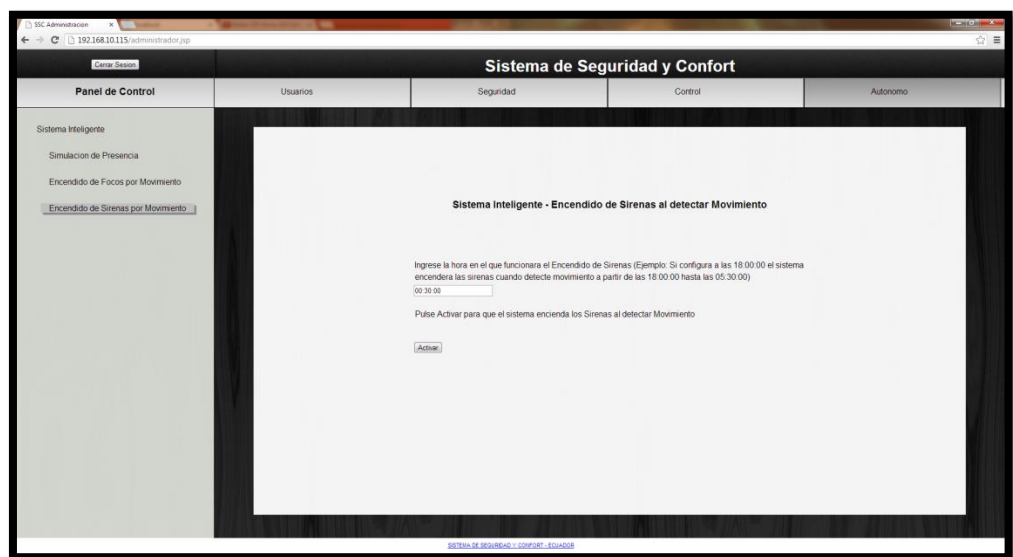 SSC Administracion
192.168.10.115/administrador.jsp
Cerrar Sesion
Sistema de Seguridad y Confort
Panel de Control
Usuarios
Seguridad
Control
Autonomo
Sistema Inteligente
Simulacion de Presencia
Encendido de Focos por Movimiento
Encendido de Sirenas por Movimiento
Sistema Inteligente - Encendido de Sirenas al detectar Movimiento
Ingrese la hora en el que funcionara el Encendido de Sirenas (Ejemplo: Si configura a las 18:00:00 el sistema
encendera las sirenas cuando detecte movimiento a partir de las 18:00:00 hasta las 05:30:00)
00:30:00
Pulse Activar para que el sistema encienda los Sirenas al detectar Movimiento
Activar
SISTEMA DE SEGURIDAD Y CONFORT - ECUADOR